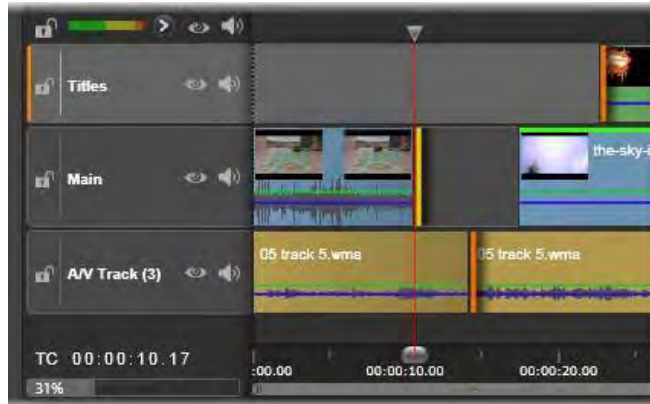 Titles
the-sky-i
Main
05 track 5.wma 05 track 5.wma
A/V Track (3)
TC 00:00:10.17
:00.00 00:00:10.00 00:00:20.00
31%